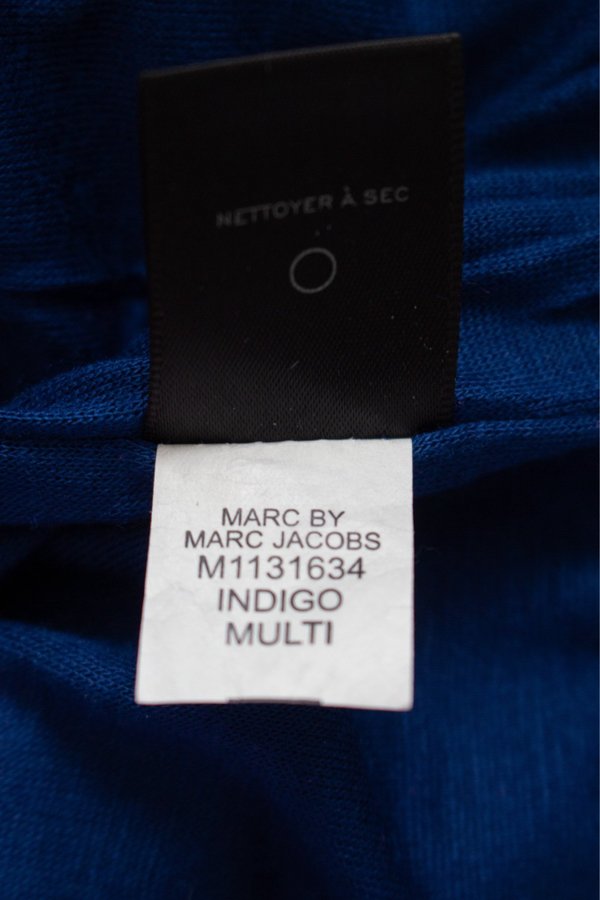 NETTOYER À SEC
MARC BY
MARC JACOBS
M1131634
INDIGO
MULTI